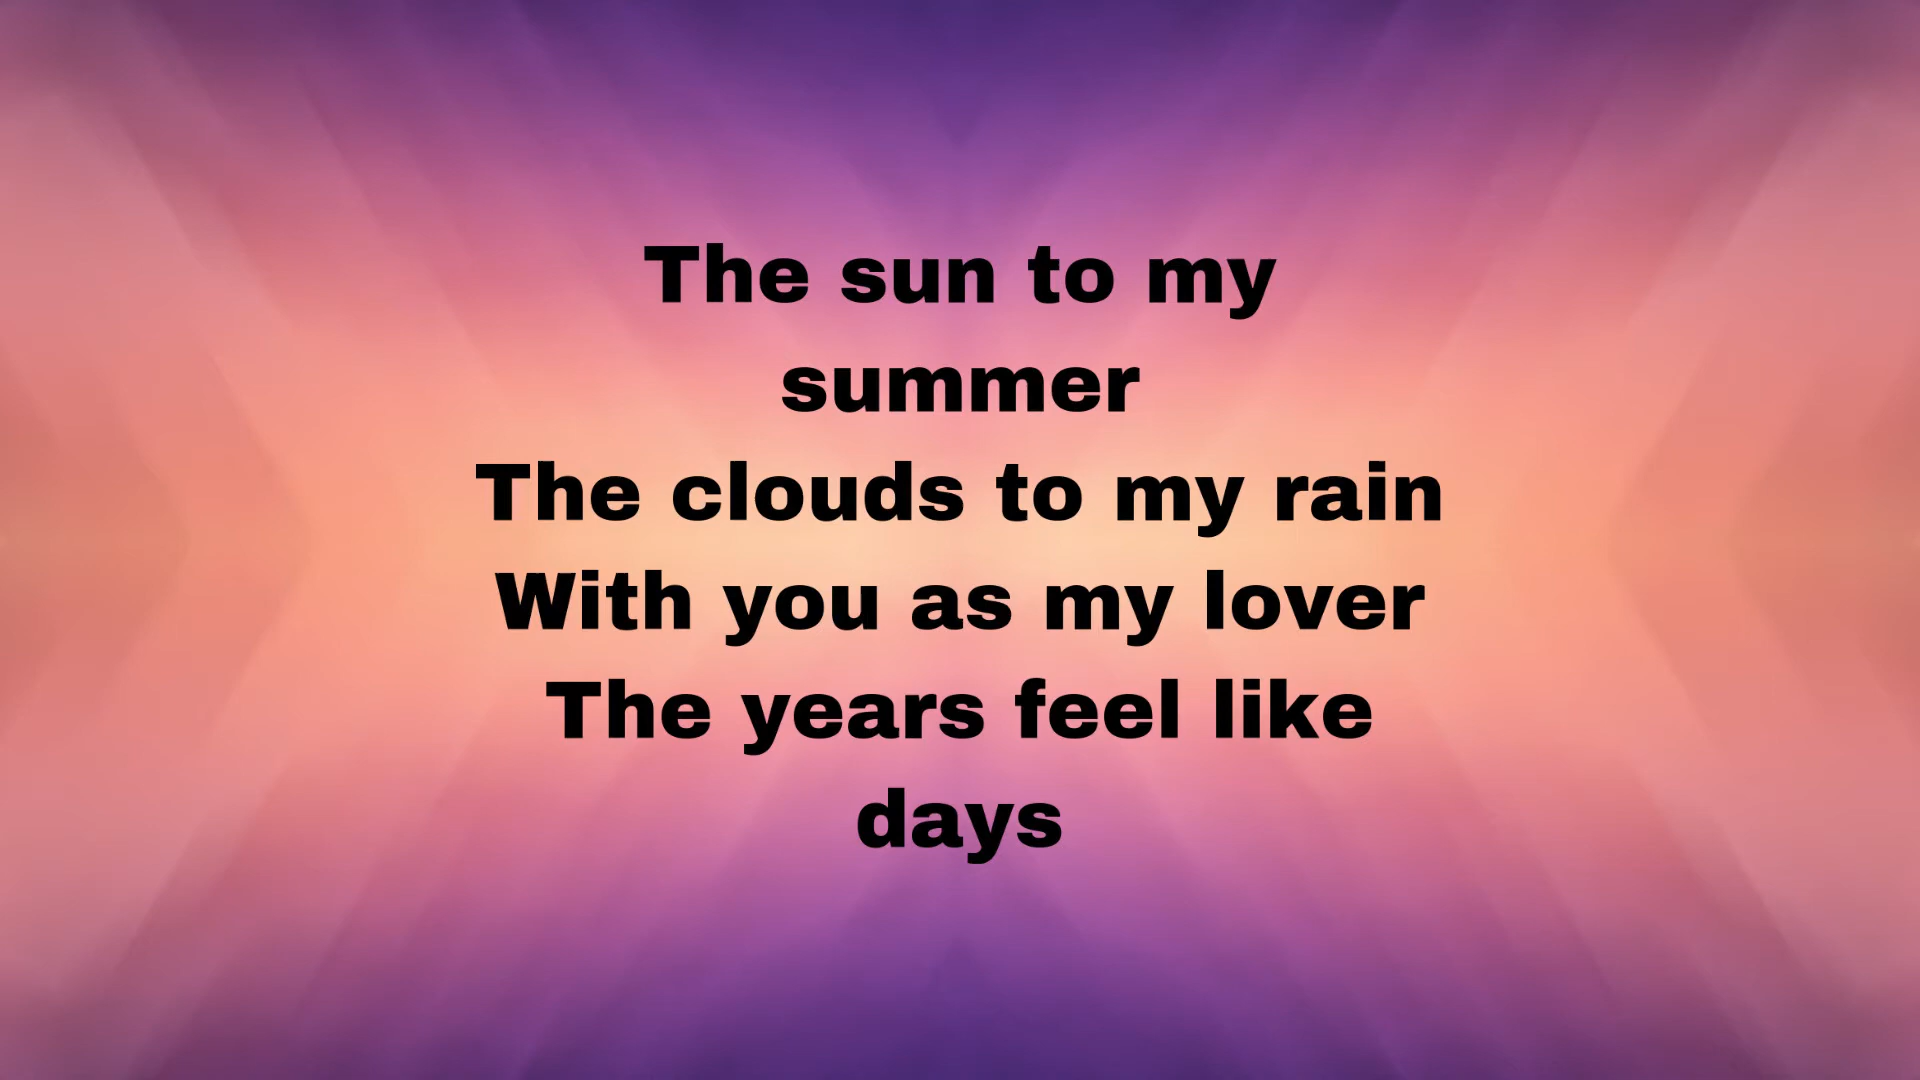 The sun to my
summer
The clouds to my rain
With you as my lover
The years feel like
days